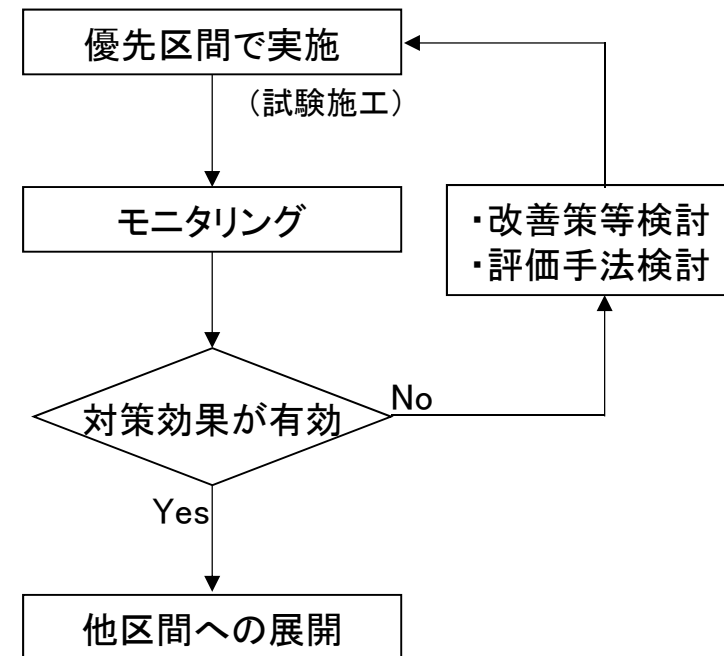 優先区間で実施
（試験施工）
モニタリング
・改善策等検討
・評価手法検討
対策効果が有効
No
Yes
他区間への展開